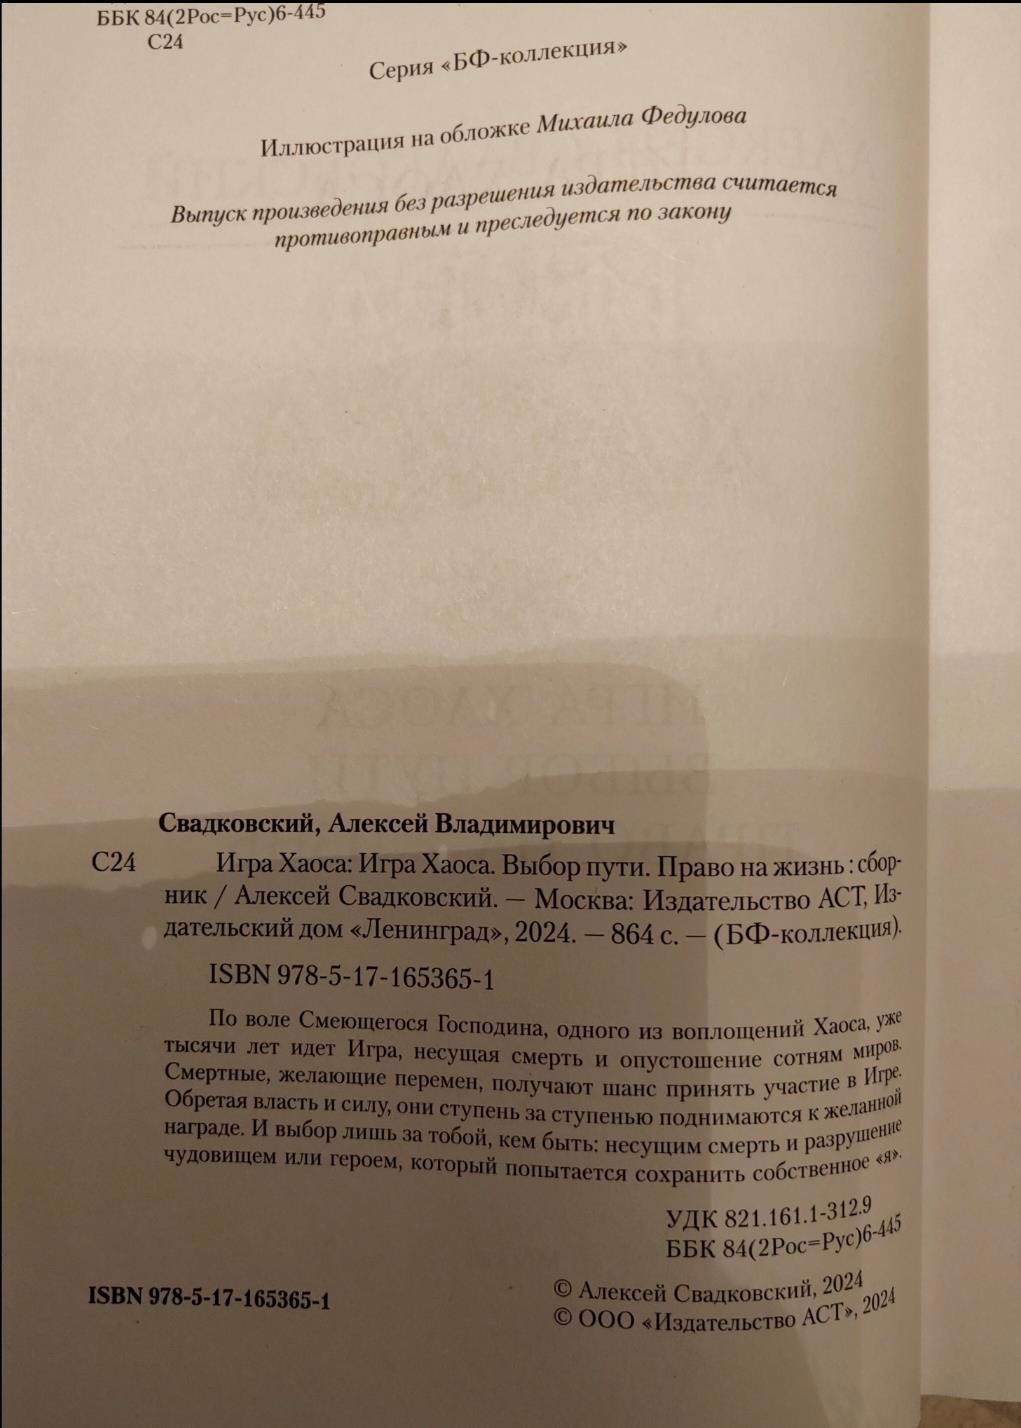 ББК 84(2Рос=Рус)6-445
С24
Серия «БФ-коллекция»
Иллюстрация на обложке Михаила Федулова
Выпуск произведения без разрешения издательства считается
противоправным и преследуется по закону
Свадковский, Алексей Владимирович
С24 Игра Хаоса: Игра Хаоса. Выбор пути. Право на жизнь : сбор-
ник / Алексей Свадковский. — Москва: Издательство АСТ, Из-
дательский дом «Ленинград», 2024. — 864 с. — (БФ-коллекция).
ISBN 978-5-17-165365-1
По воле Смеющегося Господина, одного из воплощений Хаоса, уже
тысячи лет идет Игра, несущая смерть и опустошение сотням миров.
Смертные, желающие перемен, получают шанс принять участие в Игре.
Обретая власть и силу, они ступень за ступенью поднимаются к желанной
награде. И выбор лишь за тобой, кем быть: несущим смерть и разрушение
чудовищем или героем, который попытается сохранить собственное «я».
УДК 821.161.1-312.9
ББК 84(2Рос=Рус)6-445
ISBN 978-5-17-165365-1
© Алексей Свадковский, 2024
© ООО «Издательство АСТ», 2024